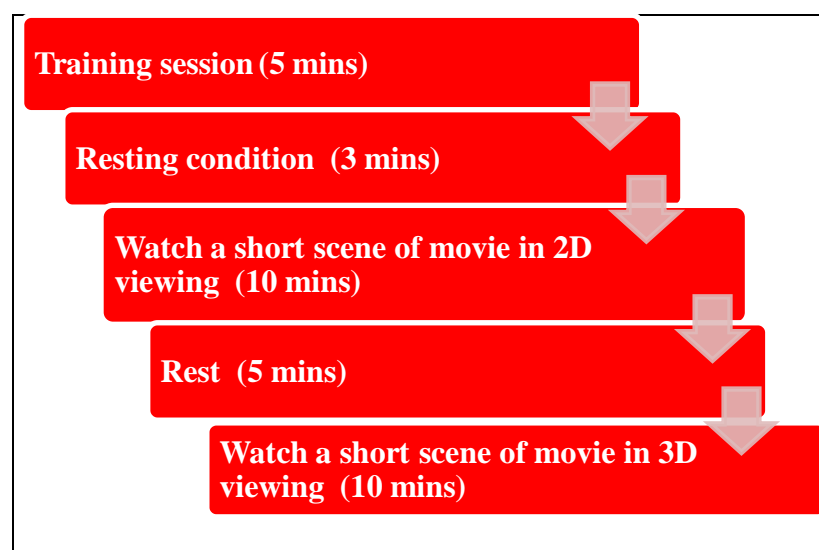 Training session (5 mins)
Resting condition (3 mins)
Watch a short scene of movie in 2D
viewing (10 mins)
Rest (5 mins)
Watch a short scene of movie in 3D
viewing (10 mins)